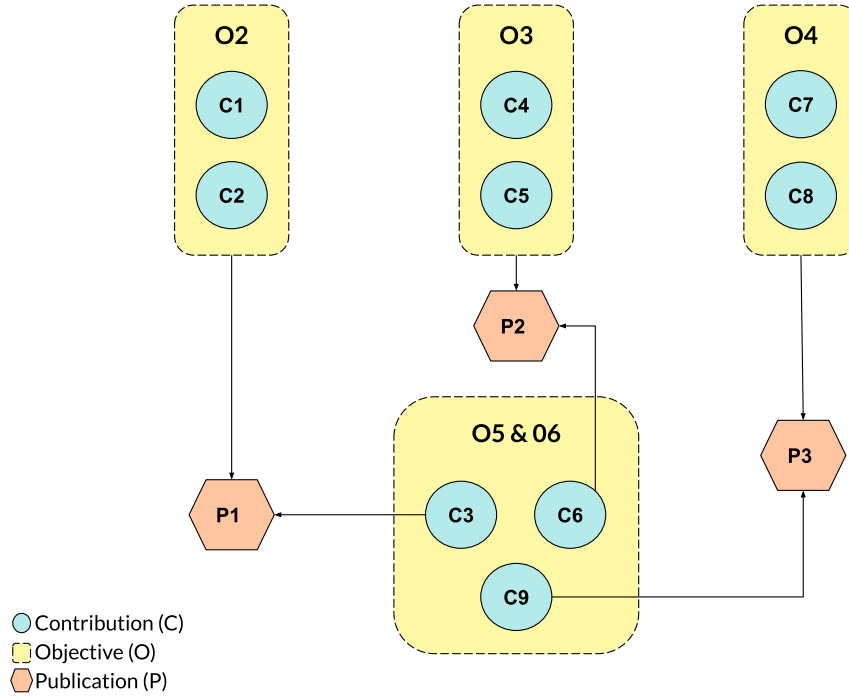 O2
O3
O4
C1
C4
C7
C2
C5
C8
P2
O5 & 06
P3
P1
C3
C6
C9
Contribution (C)
Objective (O)
Publication (P)